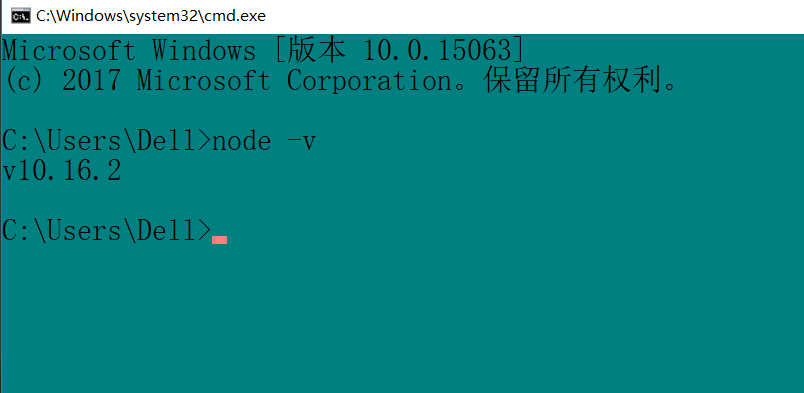 C:\Windows\system32\cmd.exe
Microsoft Windows [版本 10.0.15063]
(c) 2017 Microsoft Corporation。保留所有权利。
C:\Users\Dell>node -v
v10.16.2
C:\Users\Dell>